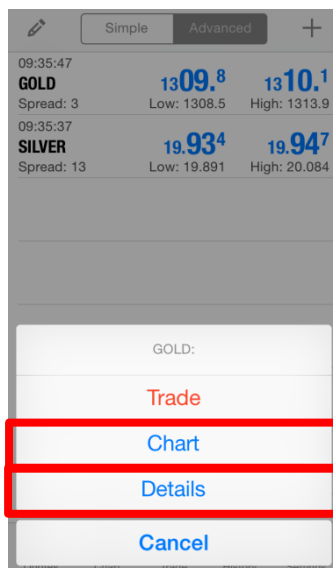 Simple Advanced
09:35:47
GOLD 1309.8 1310.1
Spread: 3 Low: 1308.5 High: 1313.9
09:35:37
SILVER 19.934 19.947
Spread: 13 Low: 19.891 High: 20.084
GOLD:
Trade
Chart
Details
Cancel